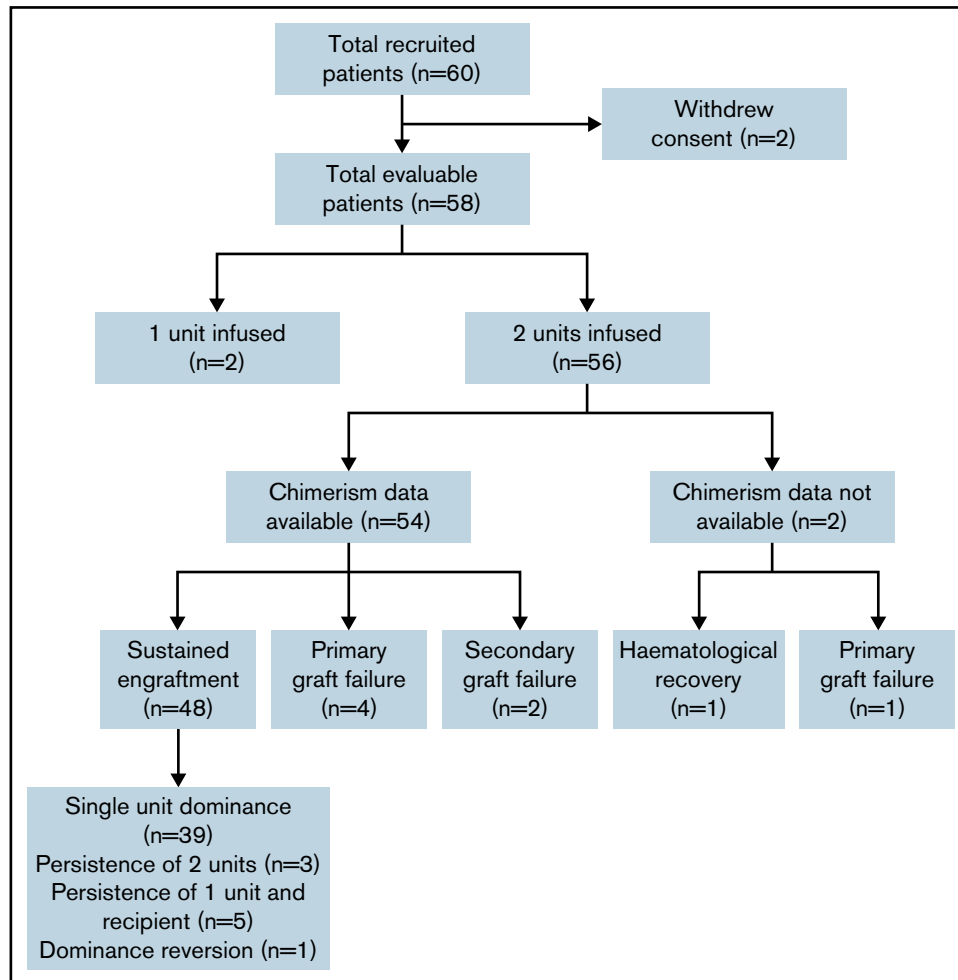 Total recruited
patients (n=60)
Withdrew
consent (n=2)
Total evaluable
patients (n=58)
1 unit infused
(n=2)
2 units infused
(n=56)
Chimerism data
available (n=54)
Chimerism data not
available (n=2)
Sustained
engraftment
(n=48)
Primary
graft failure
(n=4)
Secondary
graft failure
(n=2)
Haematological
recovery
(n=1)
Primary
graft failure
(n=1)
Single unit dominance
(n=39)
Persistence of 2 units (n=3)
Persistence of 1 unit and
recipient (n=5)
Dominance reversion (n=1)